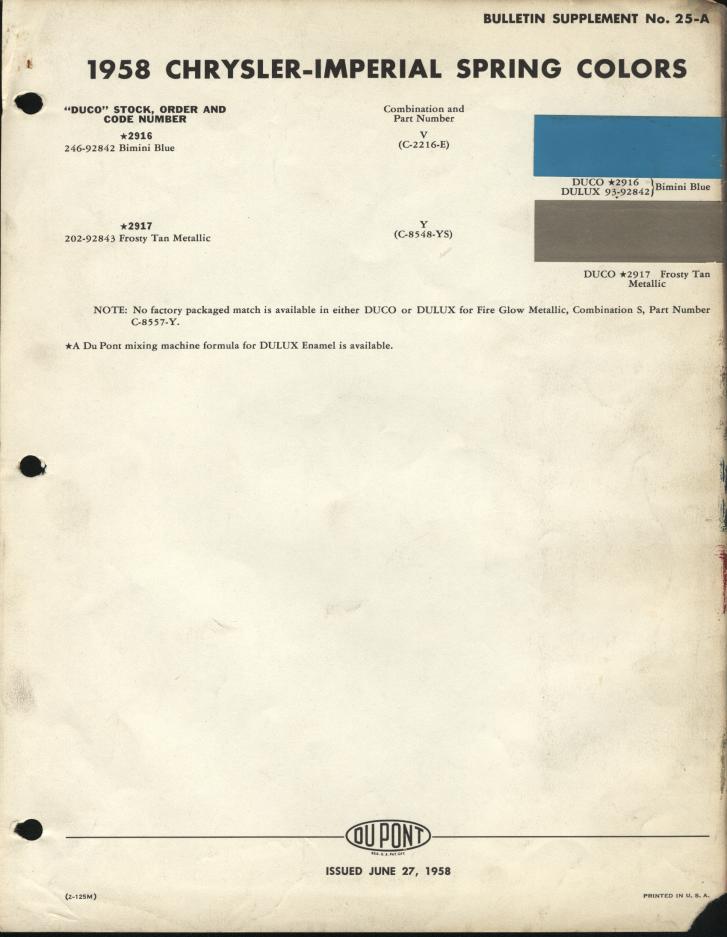 BULLETIN SUPPLEMENT No. 25-A
1958 CHRYSLER-IMPERIAL SPRING COLORS
"DUCO" STOCK, ORDER AND
CODE NUMBER
Combination and
Part Number
★2916
246-92842 Bimini Blue
V
(C-2216-E)
DUCO ★2916
DULUX 93-92842
} Bimini Blue
★2917
202-92843 Frosty Tan Metallic
Y
(C-8548-YS)
DUCO ★2917 Frosty Tan
Metallic
NOTE: No factory packaged match is available in either DUCO or DULUX for Fire Glow Metallic, Combination S, Part Number
C-8557-Y.
★A Du Pont mixing machine formula for DULUX Enamel is available.
DU PONT
REG. U.S. PAT. OFF.
ISSUED JUNE 27, 1958
(2-125M)
PRINTED IN U. S. A.